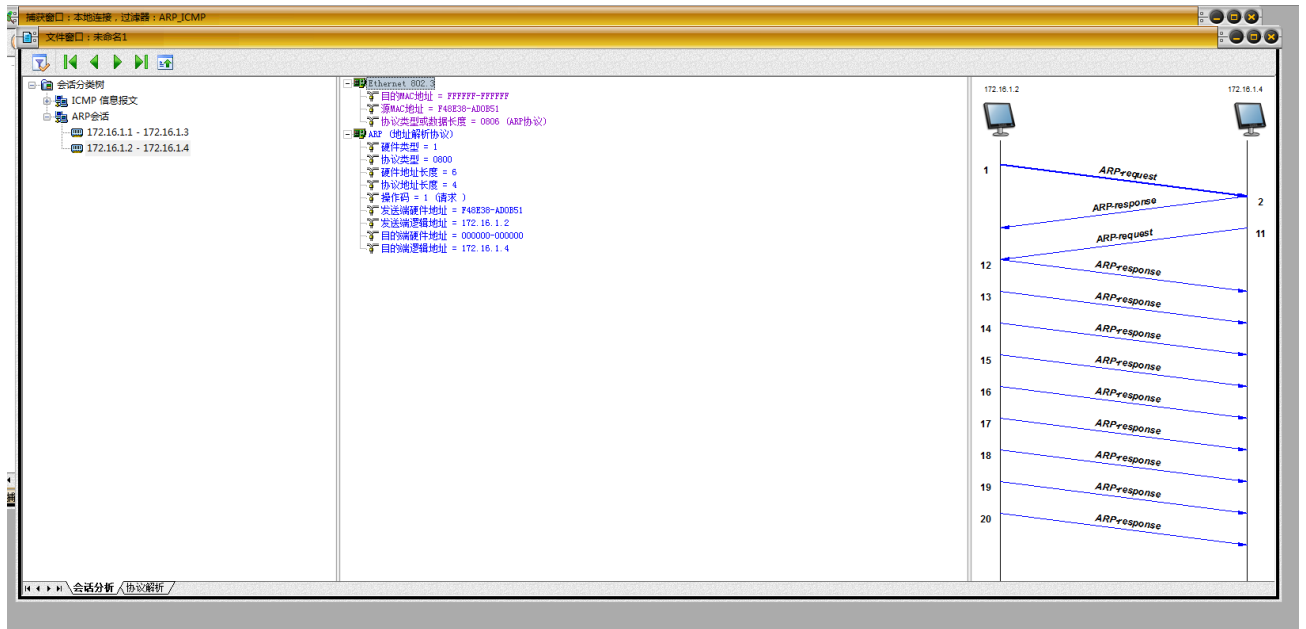 捕获窗口：本地连接，过滤器：ARP_ICMP
文件窗口：未命名1
会话分类树
ICMP 信息报文
ARP会话
172.16.1.1 - 172.16.1.3
172.16.1.2 - 172.16.1.4
Ethernet 802.3
目的MAC地址 = FFFFFF-FFFFFF
源MAC地址 = F48E38-AD0B51
协议类型或数据长度 = 0806 (ARP协议)
ARP (地址解析协议)
硬件类型 = 1
协议类型 = 0800
硬件地址长度 = 6
协议地址长度 = 4
操作码 = 1 (请求 )
发送端硬件地址 = F48E38-AD0B51
发送端逻辑地址 = 172.16.1.2
目的端硬件地址 = 000000-000000
目的端逻辑地址 = 172.16.1.4
172.16.1.2 172.16.1.4
1 ARP-request
ARP-response 2
ARP-request 11
12 ARP-response
13 ARP-response
14 ARP-response
15 ARP-response
16 ARP-response
17 ARP-response
18 ARP-response
19 ARP-response
20 ARP-response
捕
会话分析 协议解析